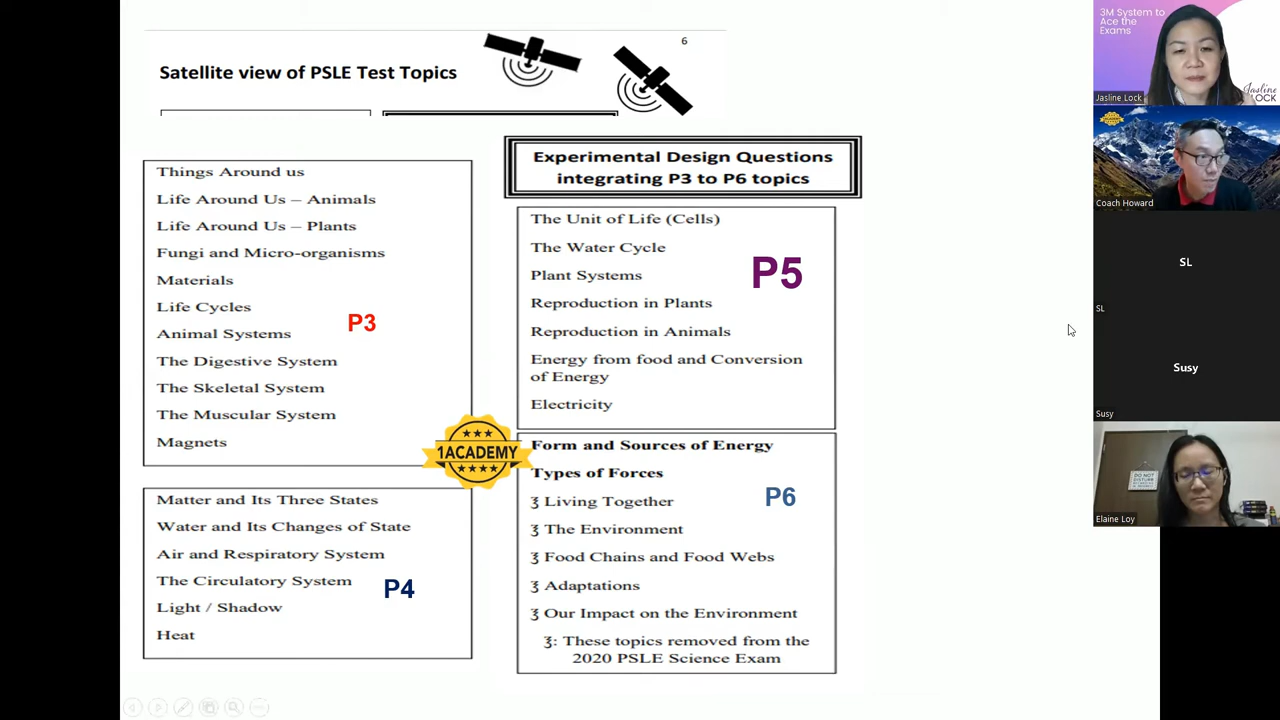 6
Satellite view of PSLE Test Topics
Things Around us
Life Around Us – Animals
Life Around Us – Plants
Fungi and Micro-organisms
Materials
Life Cycles
Animal Systems
The Digestive System
The Skeletal System
The Muscular System
Magnets
P3
Matter and Its Three States
Water and Its Changes of State
Air and Respiratory System
The Circulatory System
Light / Shadow
Heat
P4
1ACADEMY
Experimental Design Questions
integrating P3 to P6 topics
The Unit of Life (Cells)
The Water Cycle
Plant Systems
Reproduction in Plants
Reproduction in Animals
Energy from food and Conversion
of Energy
Electricity
P5
Form and Sources of Energy
Types of Forces
ʒ Living Together
ʒ The Environment
ʒ Food Chains and Food Webs
ʒ Adaptations
ʒ Our Impact on the Environment
ʒ: These topics removed from the
2020 PSLE Science Exam
P6
3M System to
Ace the
Exams
Jasline
LOCK
Jasline Lock
Coach Howard
SL
SL
Susy
Susy
DO NOT
DISTURB
Elaine Loy